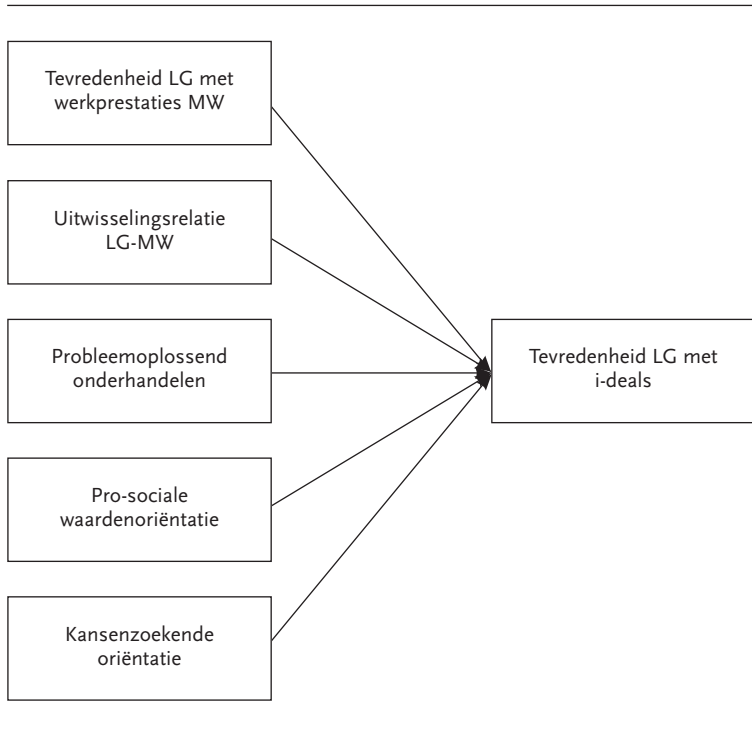 Tevredenheid LG met
werkprestaties MW
Uitwisselingsrelatie
LG-MW
Probleemoplossend
onderhandelen
Tevredenheid LG met
i-deals
Pro-sociale
waardenoriëntatie
Kansenzoekende
oriëntatie